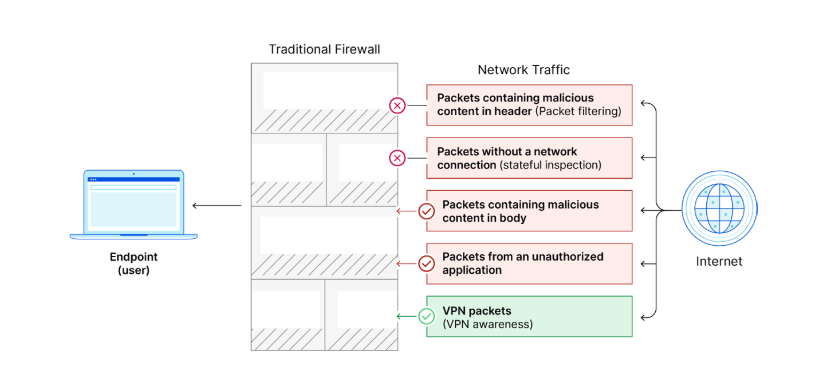 Traditional Firewall
Network Traffic
Packets containing malicious
content in header (Packet filtering)
Packets without a network
connection (stateful inspection)
Packets containing malicious
content in body
Packets from an unauthorized
application
VPN packets
(VPN awareness)
Endpoint
(user)
Internet